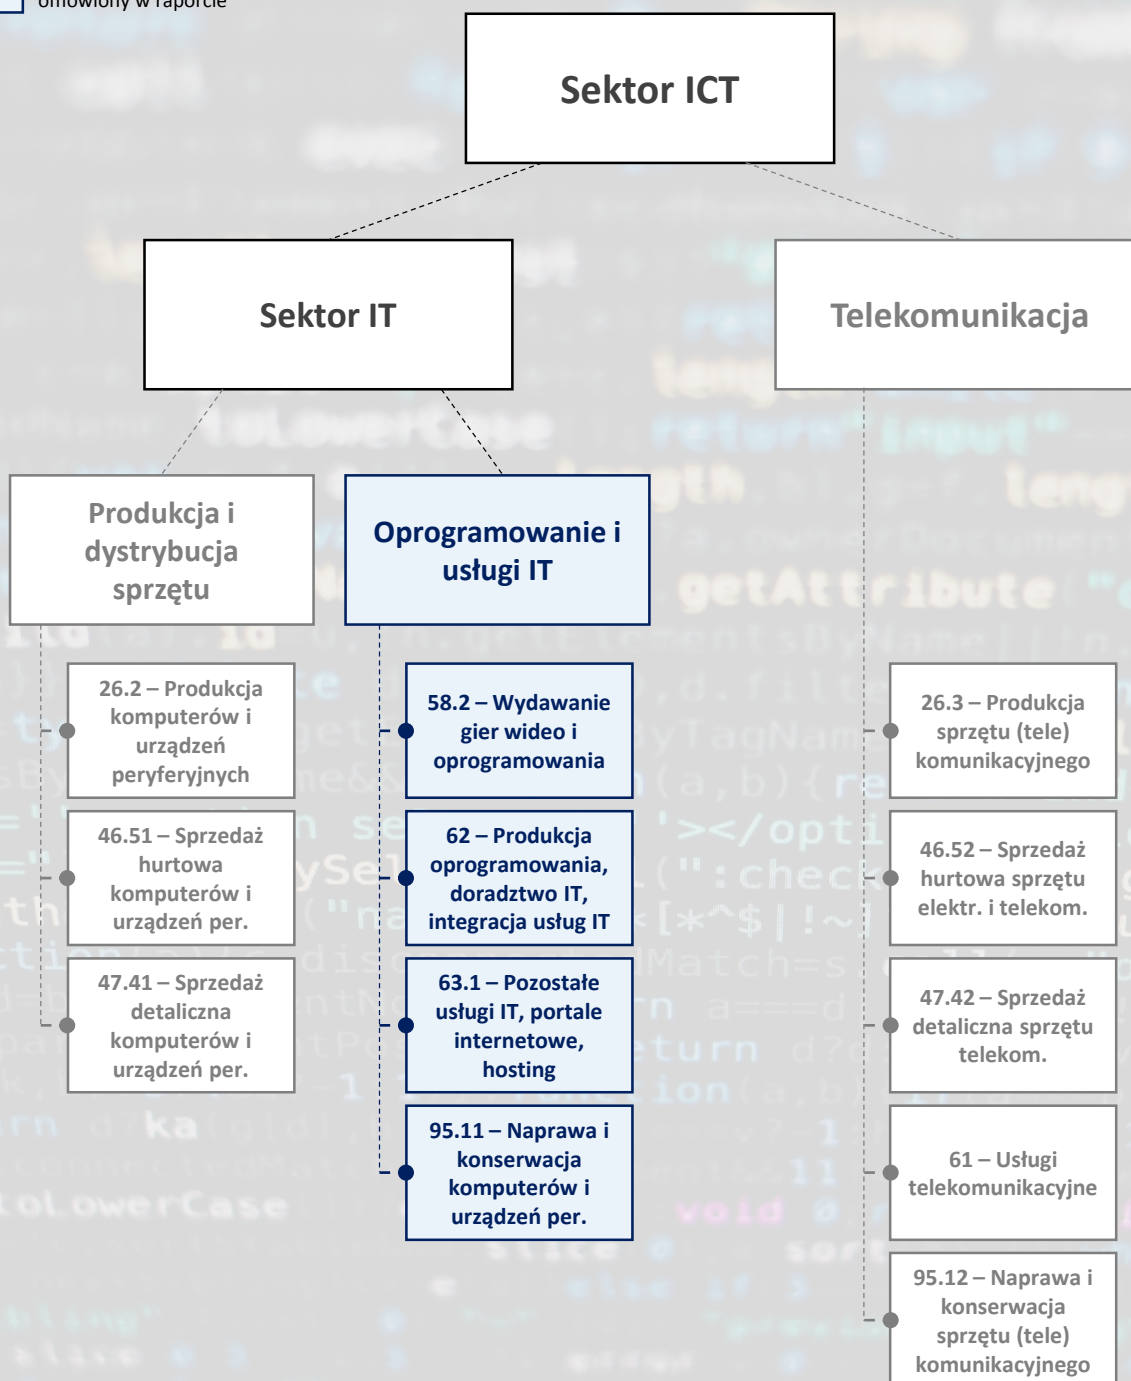 omówiony w raporcie
Sektor ICT
Sektor IT
Telekomunikacja
Produkcja i
dystrybucja
sprzętu
Oprogramowanie i
usługi IT
26.2 – Produkcja
komputerów i
urządzeń
peryferyjnych
46.51 – Sprzedaż
hurtowa
komputerów i
urządzeń per.
47.41 – Sprzedaż
detaliczna
komputerów i
urządzeń per.
58.2 – Wydawanie
gier wideo i
oprogramowania
62 – Produkcja
oprogramowania,
doradztwo IT,
integracja usług IT
63.1 – Pozostałe
usługi IT, portale
internetowe,
hosting
95.11 – Naprawa i
konserwacja
komputerów i
urządzeń per.
26.3 – Produkcja
sprzętu (tele)
komunikacyjnego
46.52 – Sprzedaż
hurtowa sprzętu
elektr. i telekom.
47.42 – Sprzedaż
detaliczna sprzętu
telekom.
61 – Usługi
telekomunikacyjne
95.12 – Naprawa i
konserwacja
sprzętu (tele)
komunikacyjnego